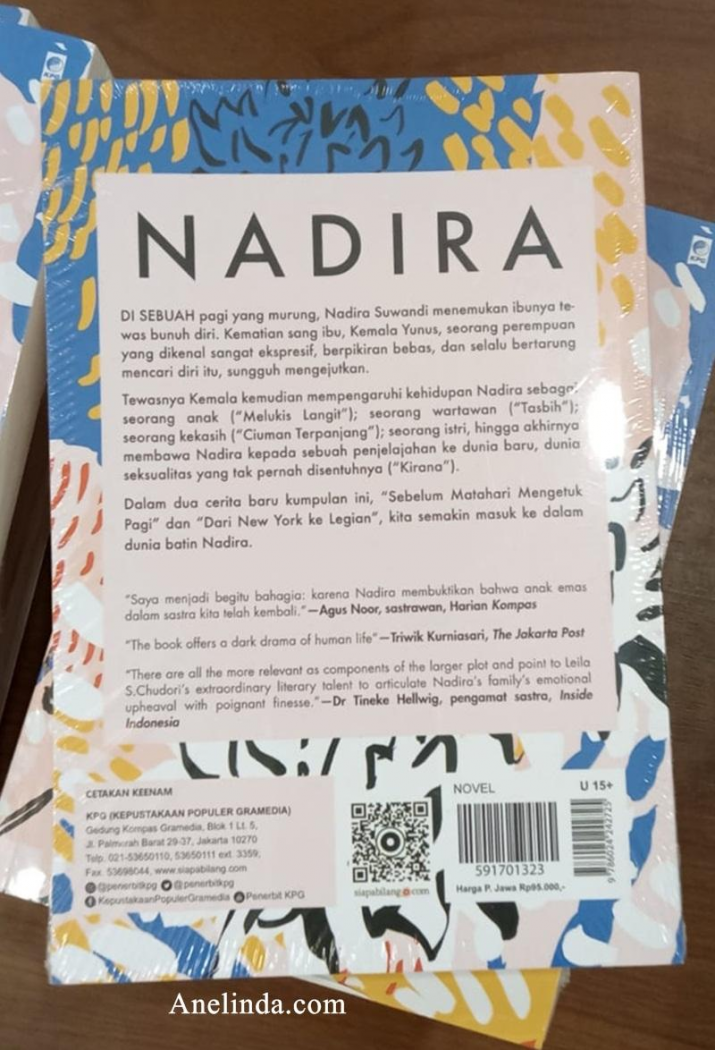 KPG
KPG
NADIRA
DI SEBUAH pagi yang murung, Nadira Suwandi menemukan ibunya te-
was bunuh diri. Kematian sang ibu, Kemala Yunus, seorang perempuan
yang dikenal sangat ekspresif, berpikiran bebas, dan selalu bertarung
mencari diri itu, sungguh mengejutkan.
Tewasnya Kemala kemudian mempengaruhi kehidupan Nadira sebagai
seorang anak (“Melukis Langit”); seorang wartawan (“Tasbih”);
seorang kekasih (“Ciuman Terpanjang”); seorang istri, hingga akhirnya
membawa Nadira kepada sebuah penjelajahan ke dunia baru, dunia
seksualitas yang tak pernah disentuhnya (“Kirana”).
Dalam dua cerita baru kumpulan ini, “Sebelum Matahari Mengetuk
Pagi” dan “Dari New York ke Legian”, kita semakin masuk ke dalam
dunia batin Nadira.
“Saya menjadi begitu bahagia: karena Nadira membuktikan bahwa anak emas
dalam sastra kita telah kembali.”—Agus Noor, sastrawan, Harian Kompas
“The book offers a dark drama of human life”—Triwik Kurniasari, The Jakarta Post
“There are all the more relevant as components of the larger plot and point to Leila
S.Chudori’s extraordinary literary talent to articulate Nadira’s family’s emotional
upheaval with poignant finesse.”—Dr Tineke Hellwig, pengamat sastra, Inside
Indonesia
CETAKAN KEENAM
KPG (KEPUSTAKAAN POPULER GRAMEDIA)
Gedung Kompas Gramedia, Blok 1 Lt. 5,
Jl. Palmerah Barat 29-37, Jakarta 10270
Telp. 021-53650110, 53650111 ext. 3359;
Fax. 53698044, www.siapabilang.com
@penerbitkpg @penerbitkpg
KepustakaanPopulerGramedia Penerbit KPG
siapabilang.com
NOVEL
U 15+
591701323
Harga P. Jawa Rp95.000,-
9 786024 242725
Anelinda.com